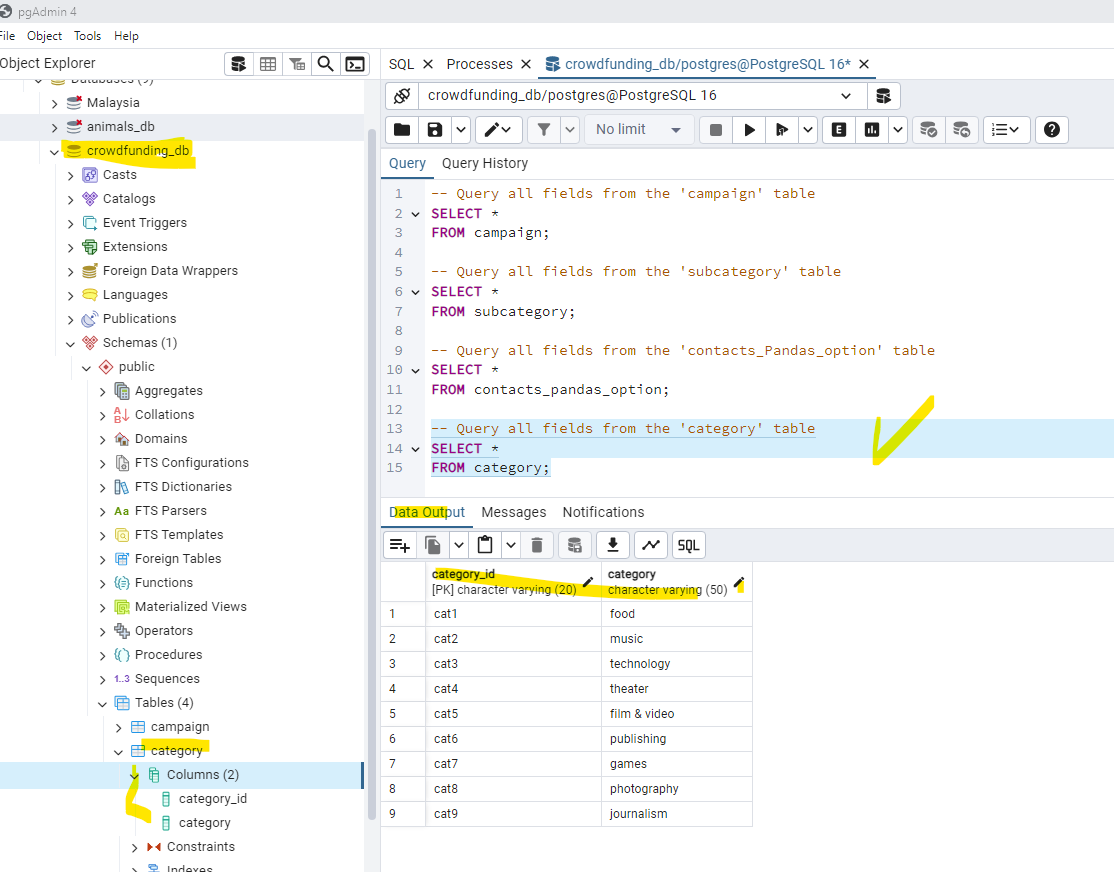 pgAdmin 4
File Object Tools Help
Object Explorer
Databases (9)
Malaysia
animals_db
crowdfunding_db
Casts
Catalogs
Event Triggers
Extensions
Foreign Data Wrappers
Languages
Publications
Schemas (1)
public
Aggregates
Collations
Domains
FTS Configurations
FTS Dictionaries
FTS Parsers
FTS Templates
Foreign Tables
Functions
Materialized Views
Operators
Procedures
1..3 Sequences
Tables (4)
campaign
category
Columns (2)
category_id
category
Constraints
Indexes
SQL Processes crowdfunding_db/postgres@PostgreSQL 16*
crowdfunding_db/postgres@PostgreSQL 16
No limit
Query Query History
1 -- Query all fields from the 'campaign' table
2 SELECT *
3 FROM campaign;
4
5 -- Query all fields from the 'subcategory' table
6 SELECT *
7 FROM subcategory;
8
9 -- Query all fields from the 'contacts_Pandas_option' table
10 SELECT *
11 FROM contacts_pandas_option;
12
13 -- Query all fields from the 'category' table
14 SELECT *
15 FROM category;
Data Output Messages Notifications
SQL
category_id category
[PK] character varying (20) character varying (50)
1 cat1 food
2 cat2 music
3 cat3 technology
4 cat4 theater
5 cat5 film & video
6 cat6 publishing
7 cat7 games
8 cat8 photography
9 cat9 journalism